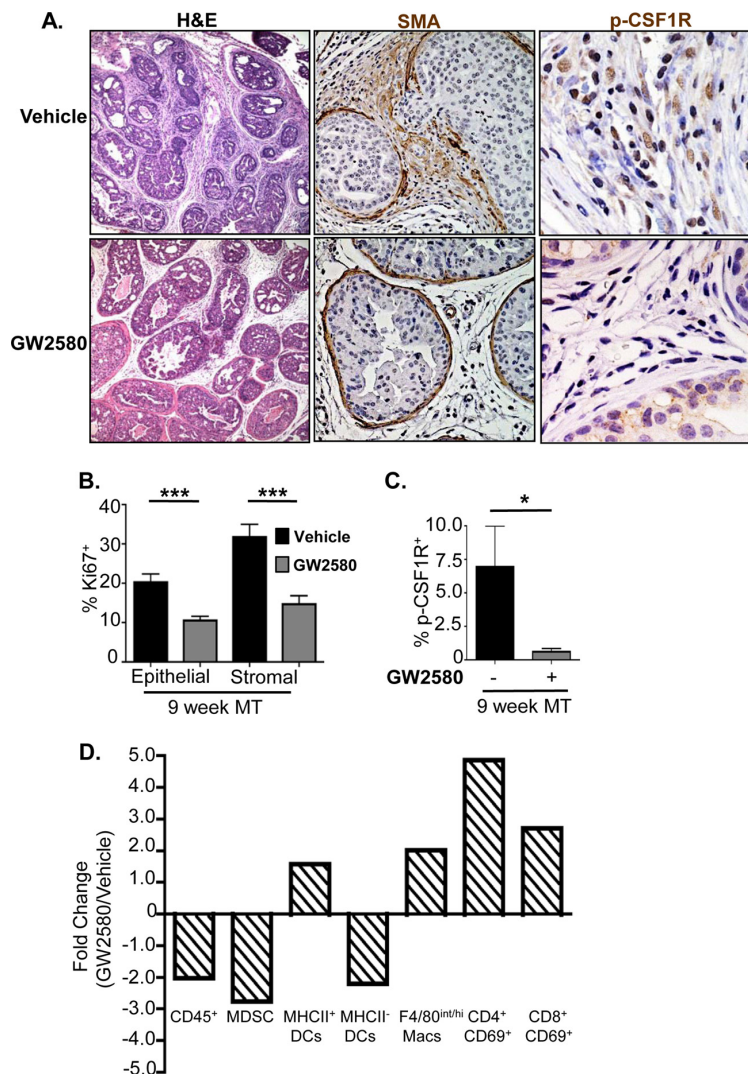 A.
H&E
SMA
p-CSF1R
Vehicle
GW2580
B.
% Ki67⁺
40
30
20
10
0
***
***
Vehicle
GW2580
Epithelial
Stromal
9 week MT
C.
% p-CSF1R⁺
10.0
7.5
5.0
2.5
0
*
GW2580
-
+
9 week MT
D.
Fold Change
(GW2580/Vehicle)
5.0
4.0
3.0
2.0
1.0
0
-1.0
-2.0
-3.0
-4.0
-5.0
CD45⁺
MDSC
MHCII⁺
DCs
MHCII⁻
DCs
F4/80ⁱⁿᵗ/ʰⁱ
Macs
CD4⁺
CD69⁺
CD8⁺
CD69⁺